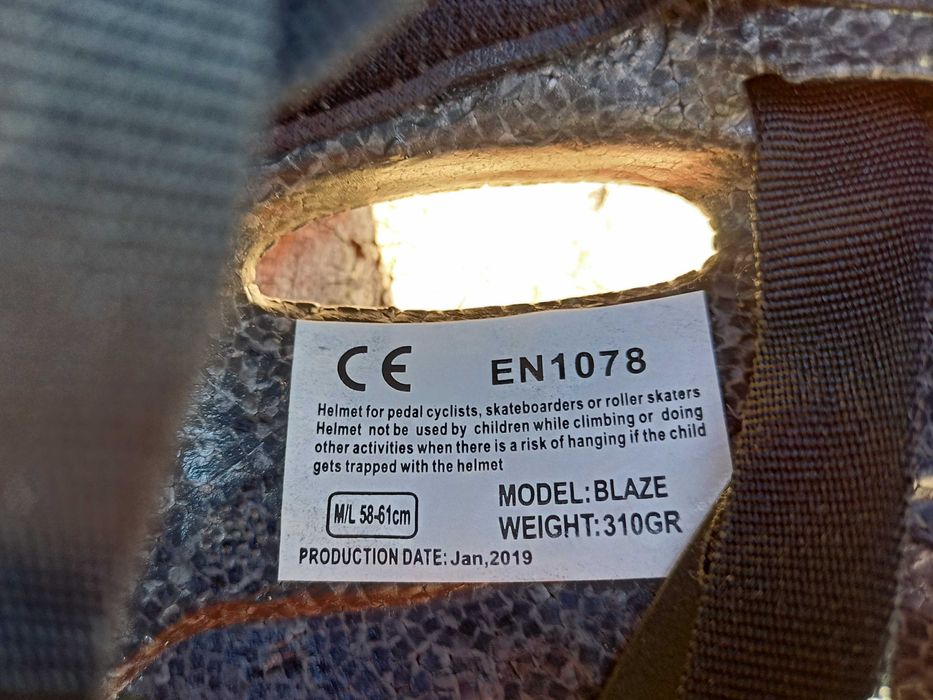 CE EN1078
Helmet for pedal cyclists, skateboarders or roller skaters
Helmet not be used by children while climbing or doing
other activities when there is a risk of hanging if the child
gets trapped with the helmet
M/L 58-61cm
MODEL:BLAZE
WEIGHT:310GR
PRODUCTION DATE: Jan,2019